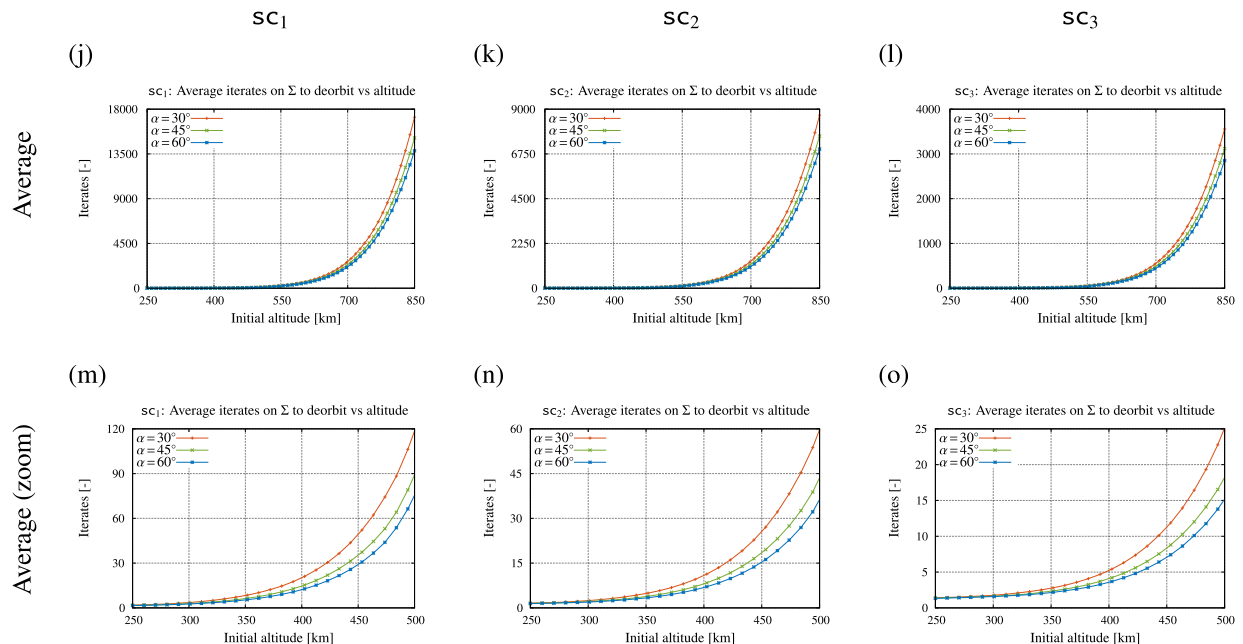 sc₁ sc₂ sc₃
(j) (k) (l)
Average
sc₁: Average iterates on Σ to deorbit vs altitude
18000
13500
9000
4500
0
Iterates [-]
α = 30°
α = 45°
α = 60°
250 400 550 700 850
Initial altitude [km]
sc₂: Average iterates on Σ to deorbit vs altitude
9000
6750
4500
2250
0
Iterates [-]
α = 30°
α = 45°
α = 60°
250 400 550 700 850
Initial altitude [km]
sc₃: Average iterates on Σ to deorbit vs altitude
4000
3000
2000
1000
0
Iterates [-]
α = 30°
α = 45°
α = 60°
250 400 550 700 850
Initial altitude [km]
(m) (n) (o)
Average (zoom)
sc₁: Average iterates on Σ to deorbit vs altitude
120
90
60
30
0
Iterates [-]
α = 30°
α = 45°
α = 60°
250 300 350 400 450 500
Initial altitude [km]
sc₂: Average iterates on Σ to deorbit vs altitude
60
45
30
15
0
Iterates [-]
α = 30°
α = 45°
α = 60°
250 300 350 400 450 500
Initial altitude [km]
sc₃: Average iterates on Σ to deorbit vs altitude
25
20
15
10
5
0
Iterates [-]
α = 30°
α = 45°
α = 60°
250 300 350 400 450 500
Initial altitude [km]